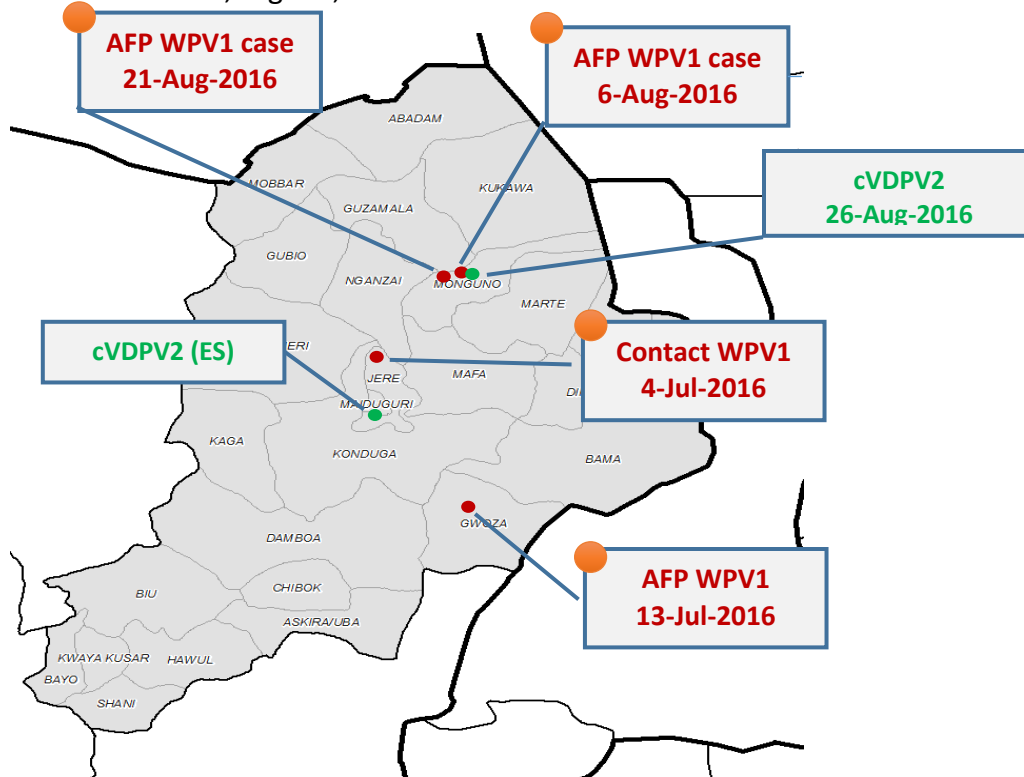 AFP WPV1 case
21-Aug-2016
AFP WPV1 case
6-Aug-2016
ABADAM
cVDPV2
26-Aug-2016
MOBBAR
KUKAWA
GUZAMALA
GUBIO
NGANZAI
MONGUNO
MARTE
cVDPV2 (ES)
ERI
Contact WPV1
4-Jul-2016
MAFA
JERE
DI
MAIDUGURI
KAGA
KONDUGA
BAMA
GWOZA
DAMBOA
AFP WPV1
13-Jul-2016
CHIBOK
BIU
ASKIRA/UBA
KWAYA KUSAR
HAWUL
BAYO
SHANI